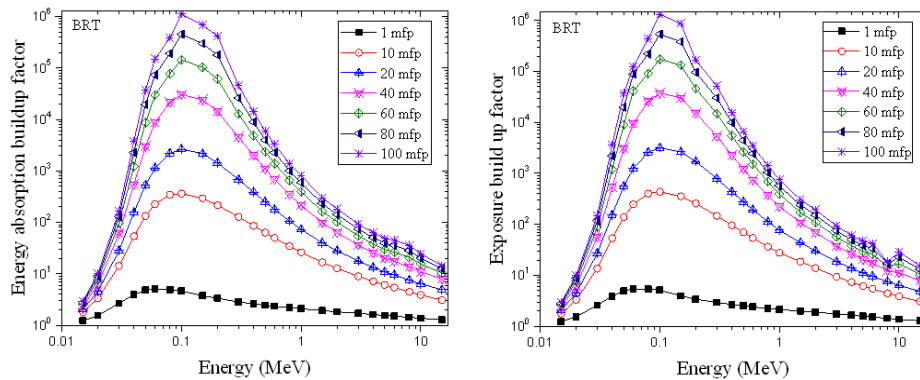 BRT
1 mfp
10 mfp
20 mfp
40 mfp
60 mfp
80 mfp
100 mfp
Energy absorption buildup factor
10^6
10^5
10^4
10^3
10^2
10^1
10^0
0.01
0.1
1
10
Energy (MeV)
BRT
1 mfp
10 mfp
20 mfp
40 mfp
60 mfp
80 mfp
100 mfp
Exposure build up factor
10^6
10^5
10^4
10^3
10^2
10^1
10^0
0.01
0.1
1
10
Energy (MeV)